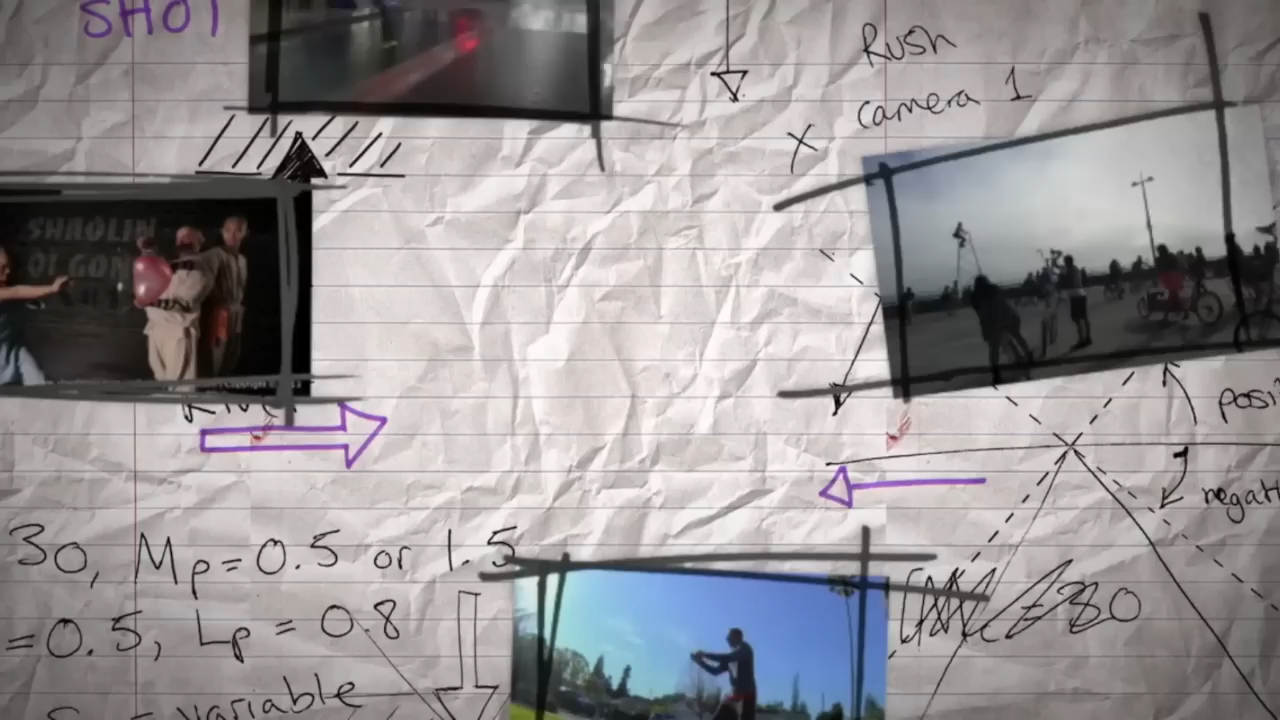 SHOT
Rush
camera 1
X
SHAOLIN
posi
negati
30, Mp = 0.5 or 1.5
= 0.5, Lp = 0.8
= variable
= 30